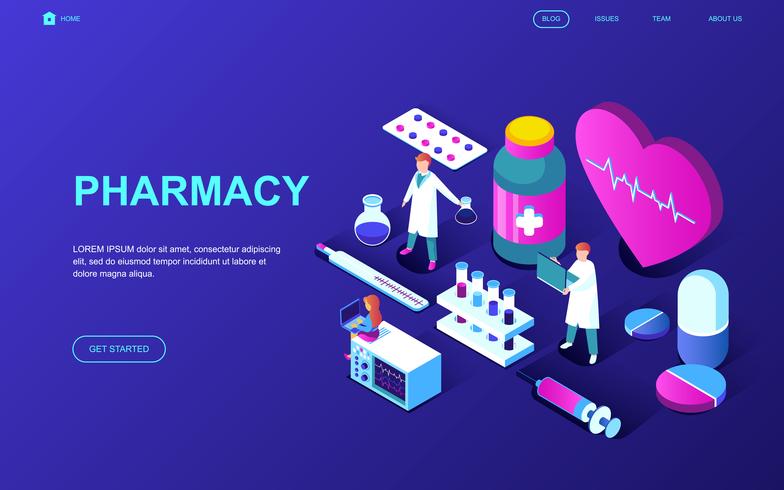 HOME
BLOG
ISSUES
TEAM
ABOUT US
PHARMACY
LOREM IPSUM dolor sit amet, consectetur adipiscing
elit, sed do eiusmod tempor incididunt ut labore et
dolore magna aliqua.
GET STARTED